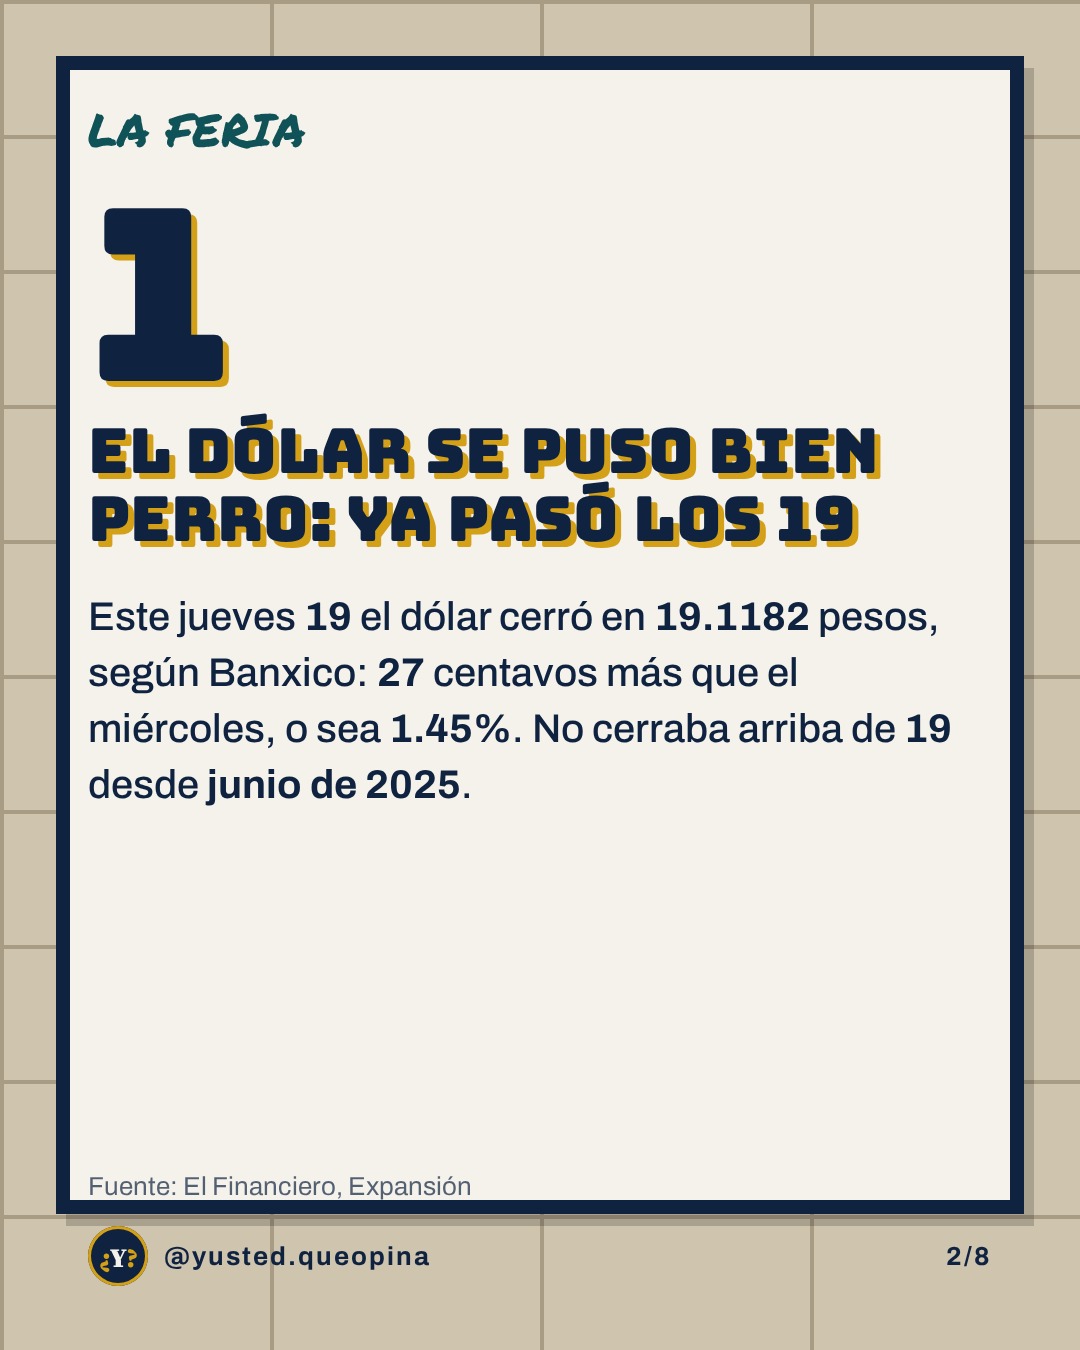 LA FERIA
1
EL DÓLAR SE PUSO BIEN
PERRO: YA PASÓ LOS 19
Este jueves 19 el dólar cerró en 19.1182 pesos,
según Banxico: 27 centavos más que el
miércoles, o sea 1.45%. No cerraba arriba de 19
desde junio de 2025.
Fuente: El Financiero, Expansión
¿Y? @yusted.queopina
2/8